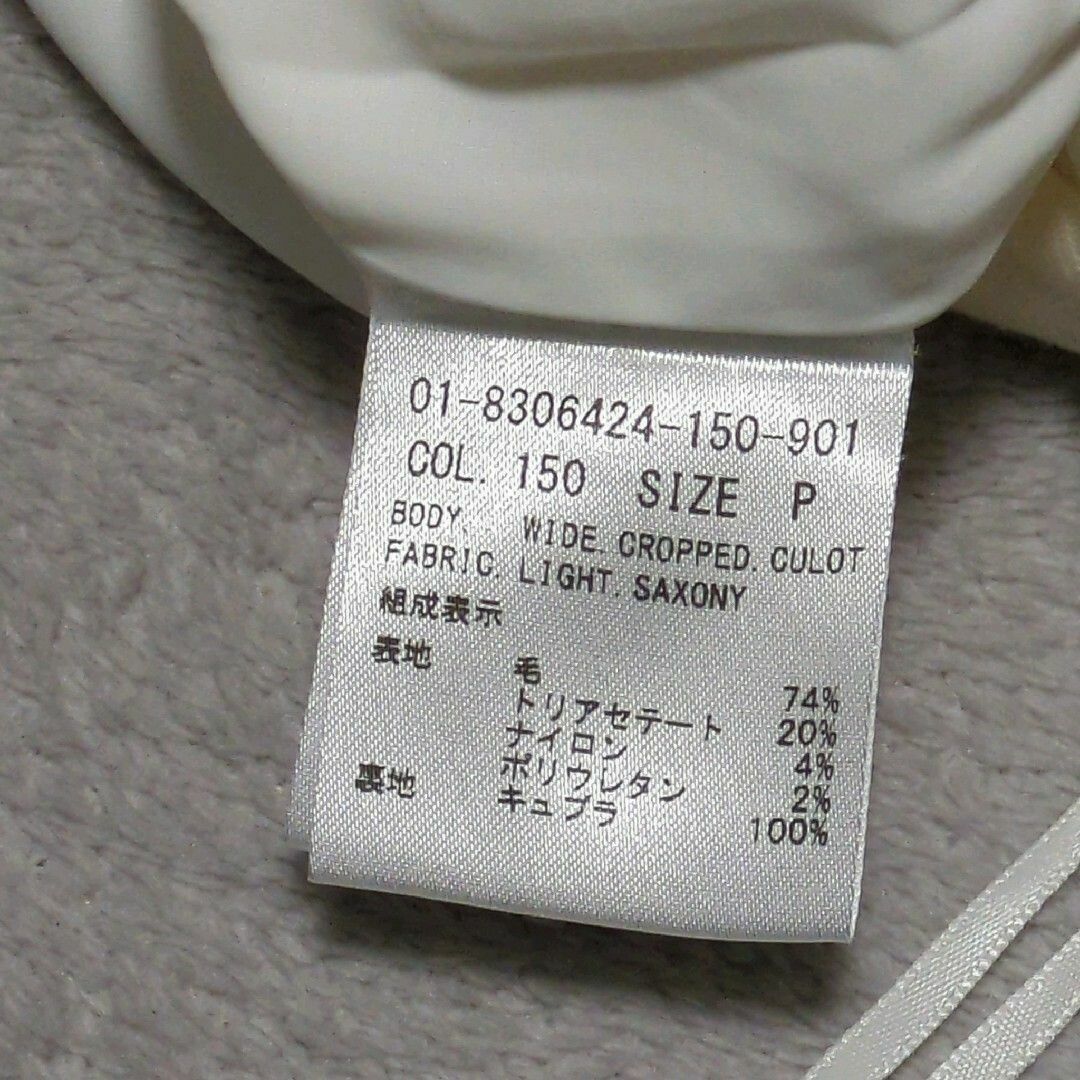 01-8306424-150-901
COL. 150 SIZE P
BODY. WIDE.CROPPED.CULOT
FABRIC. LIGHT.SAXONY
組成表示
表地 毛 74%
トリアセテート 20%
ナイロン 4%
ポリウレタン 2%
裏地 キュプラ 100%